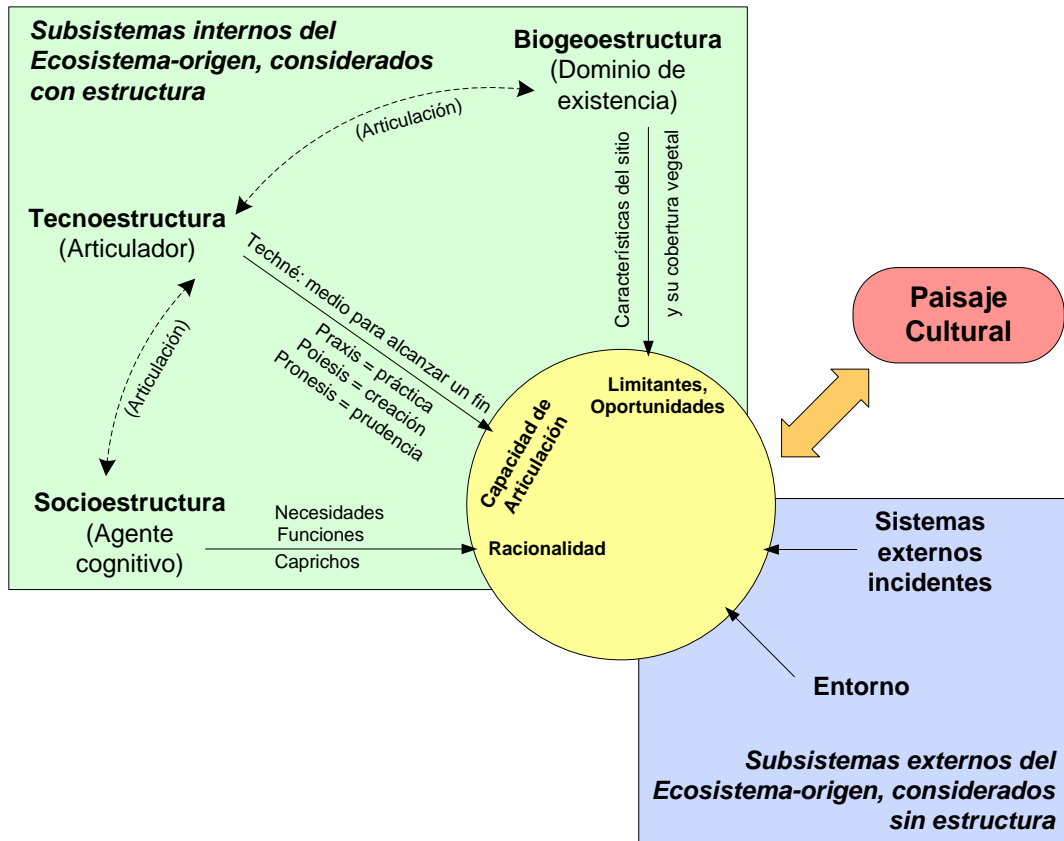 Subsistemas internos del
Ecosistema-origen, considerados
con estructura
Biogeoestructura
(Dominio de
existencia)
(Articulación)
Características del sitio
y su cobertura vegetal
Tecnoestructura
(Articulador)
Techné: medio para alcanzar un fin
Praxis = práctica
Poiesis = creación
Pronesis = prudencia
(Articulación)
Paisaje
Cultural
Limitantes,
Oportunidades
Capacidad de
Articulación
Socioestructura
(Agente
cognitivo)
Necesidades
Funciones
Caprichos
Racionalidad
Sistemas
externos
incidentes
Entorno
Subsistemas externos del
Ecosistema-origen, considerados
sin estructura